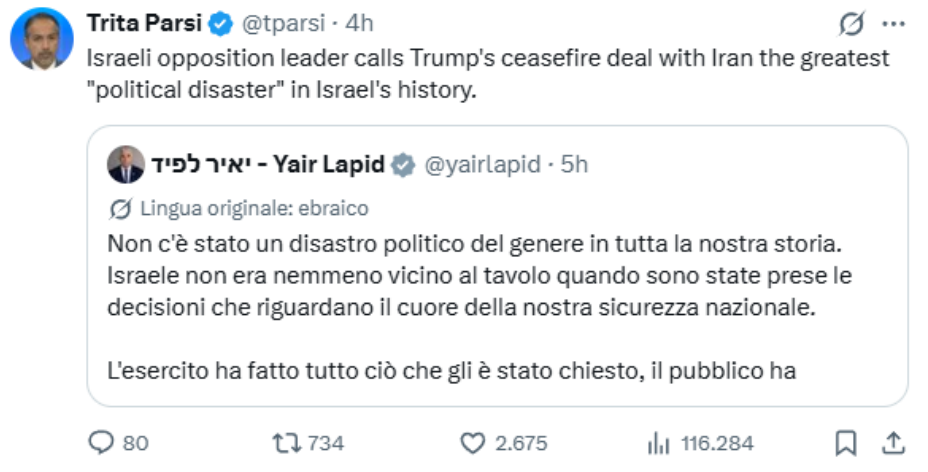 Trita Parsi @tparsi · 4h
Israeli opposition leader calls Trump's ceasefire deal with Iran the greatest
"political disaster" in Israel's history.
יאיר לפיד - Yair Lapid @yairlapid · 5h
Lingua originale: ebraico
Non c'è stato un disastro politico del genere in tutta la nostra storia.
Israele non era nemmeno vicino al tavolo quando sono state prese le
decisioni che riguardano il cuore della nostra sicurezza nazionale.
L'esercito ha fatto tutto ciò che gli è stato chiesto, il pubblico ha
80 734 2.675 116.284